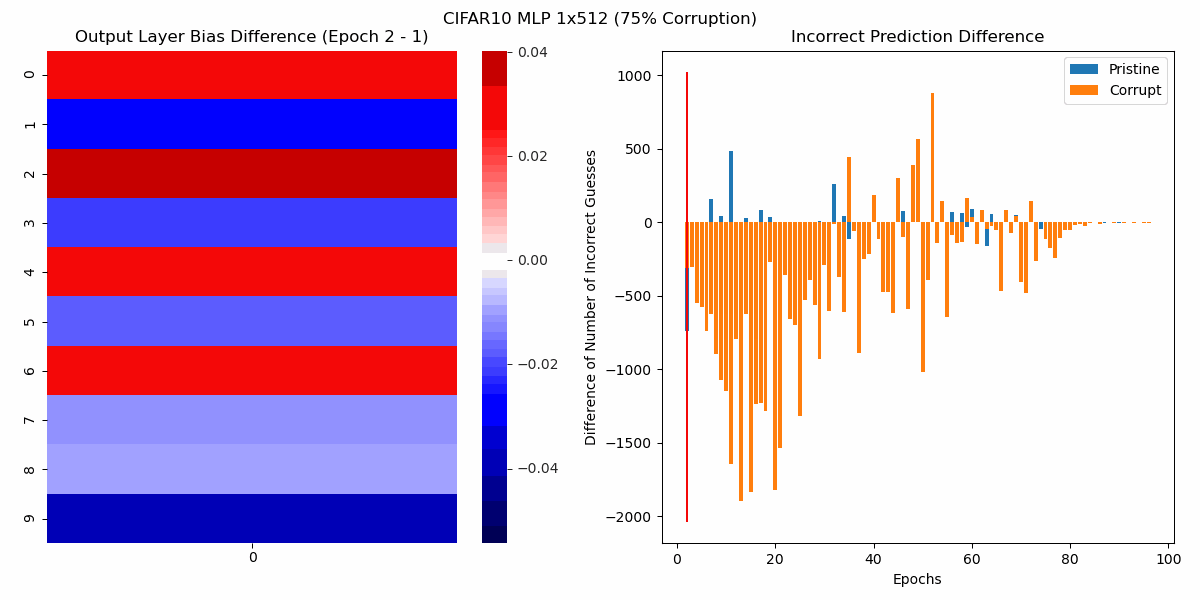 CIFAR10 MLP 1x512 (75% Corruption)
Output Layer Bias Difference (Epoch 2 - 1)
0
1
2
3
4
5
6
7
8
9
0
0.04
0.02
0.00
−0.02
−0.04
Incorrect Prediction Difference
Pristine
Corrupt
Difference of Number of Incorrect Guesses
1000
500
0
−500
−1000
−1500
−2000
0 20 40 60 80 100
Epochs